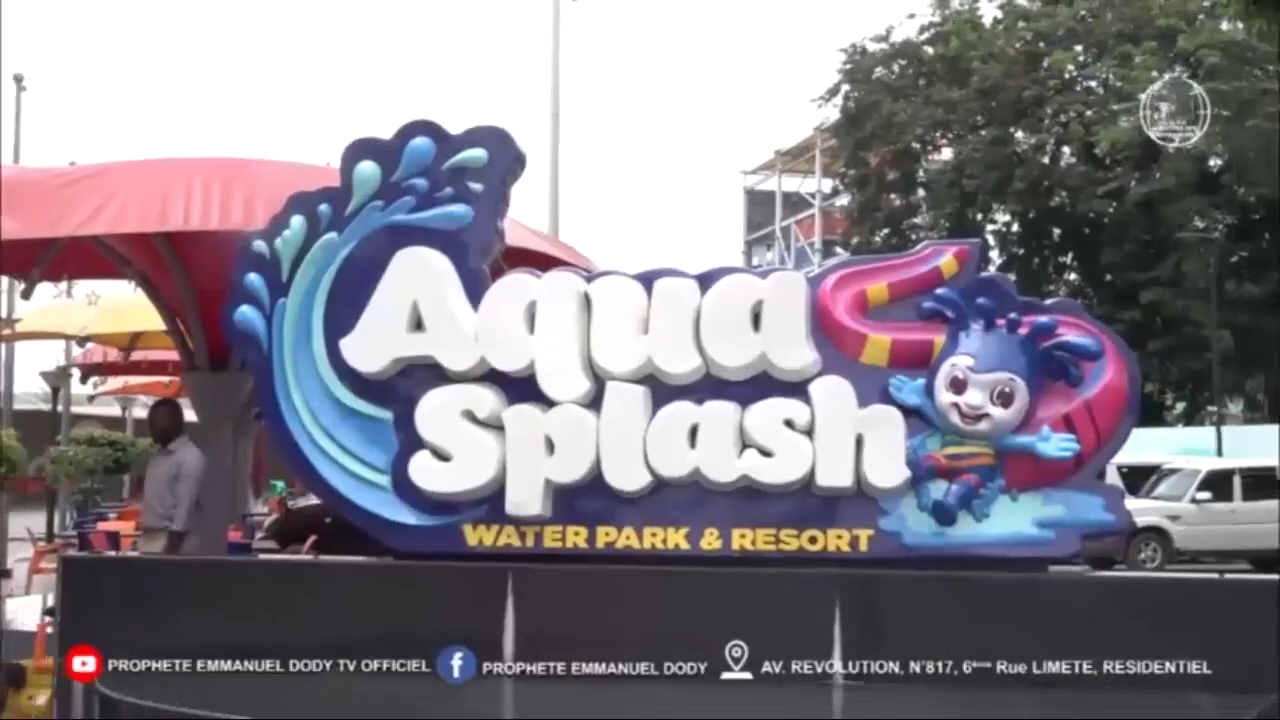 Aqua
Splash
WATER PARK & RESORT
PROPHETE EMMANUEL DODY TV OFFICIEL
PROPHETE EMMANUEL DODY
AV. REVOLUTION, N°817, 6ème Rue LIMETE, RESIDENTIEL